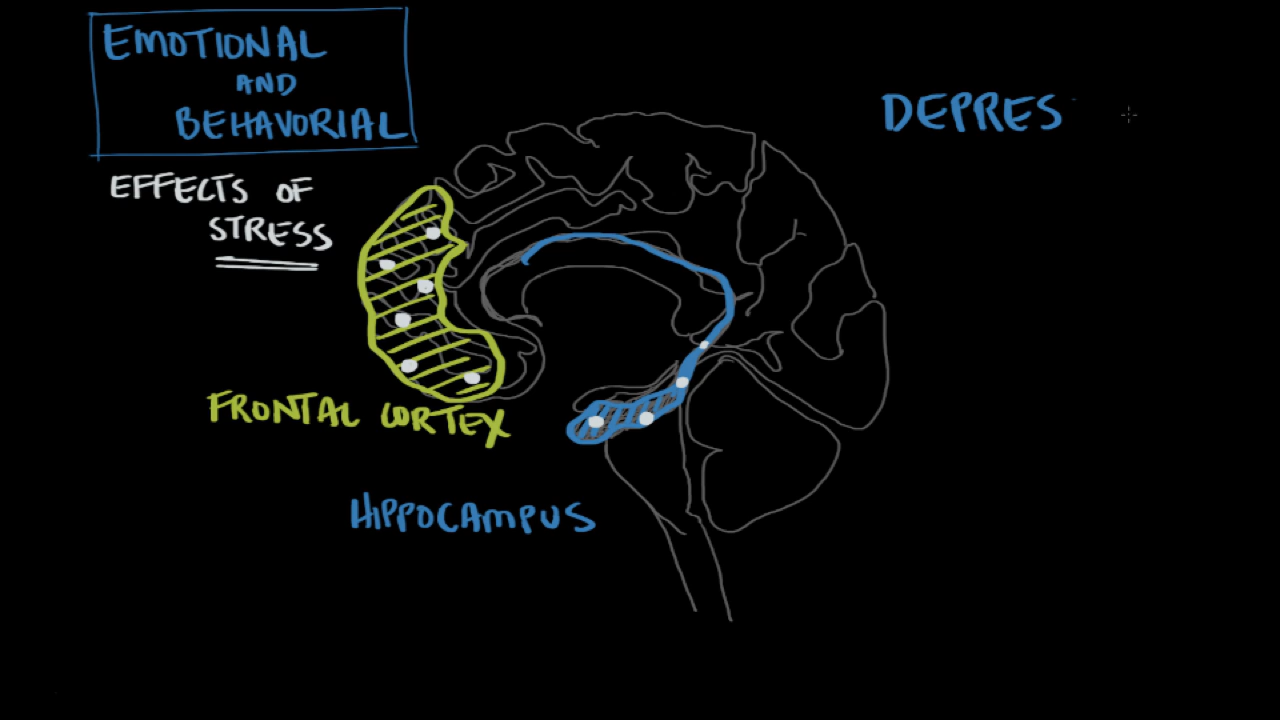 EMOTIONAL
AND
BEHAVORIAL
EFFECTS OF
STRESS
DEPRES
FRONTAL CORTEX
HIPPOCAMPUS